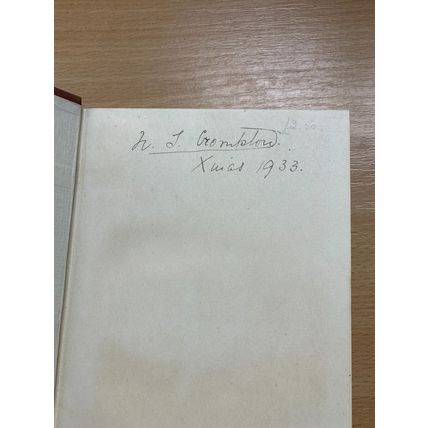 L. Crompton.
Xmas 1933.